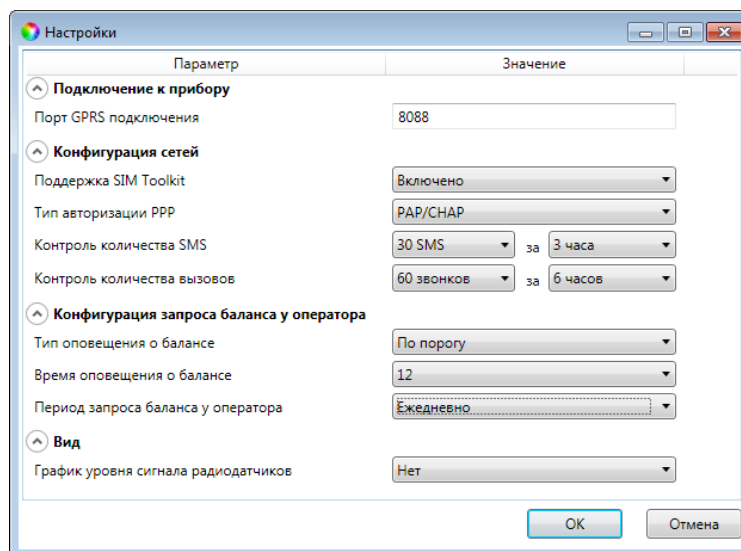 Настройки
Параметр Значение
Подключение к прибору
Порт GPRS подключения 8088
Конфигурация сетей
Поддержка SIM Toolkit Включено
Тип авторизации PPP PAP/CHAP
Контроль количества SMS 30 SMS за 3 часа
Контроль количества вызовов 60 звонков за 6 часов
Конфигурация запроса баланса у оператора
Тип оповещения о балансе По порогу
Время оповещения о балансе 12
Период запроса баланса у оператора Ежедневно
Вид
График уровня сигнала радиодатчиков Нет
OK Отмена